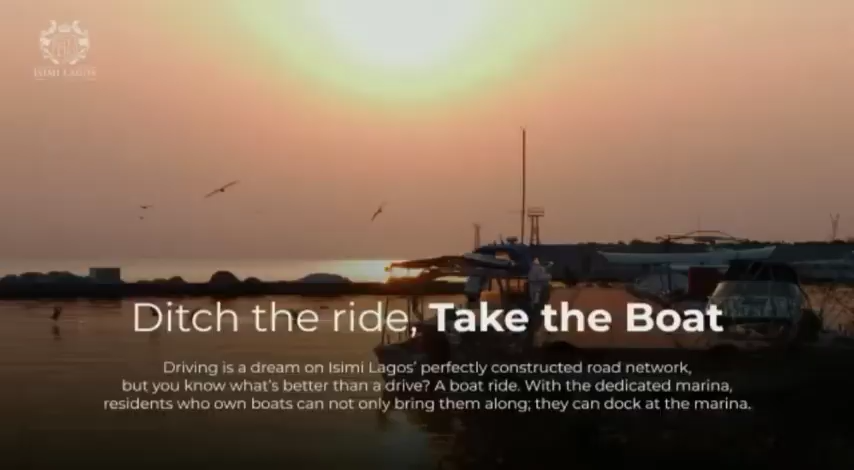 ISIMI LAGOS
Ditch the ride, Take the Boat
Driving is a dream on Isimi Lagos' perfectly constructed road network,
but you know what's better than a drive? A boat ride. With the dedicated marina,
residents who own boats can not only bring them along; they can dock at the marina.